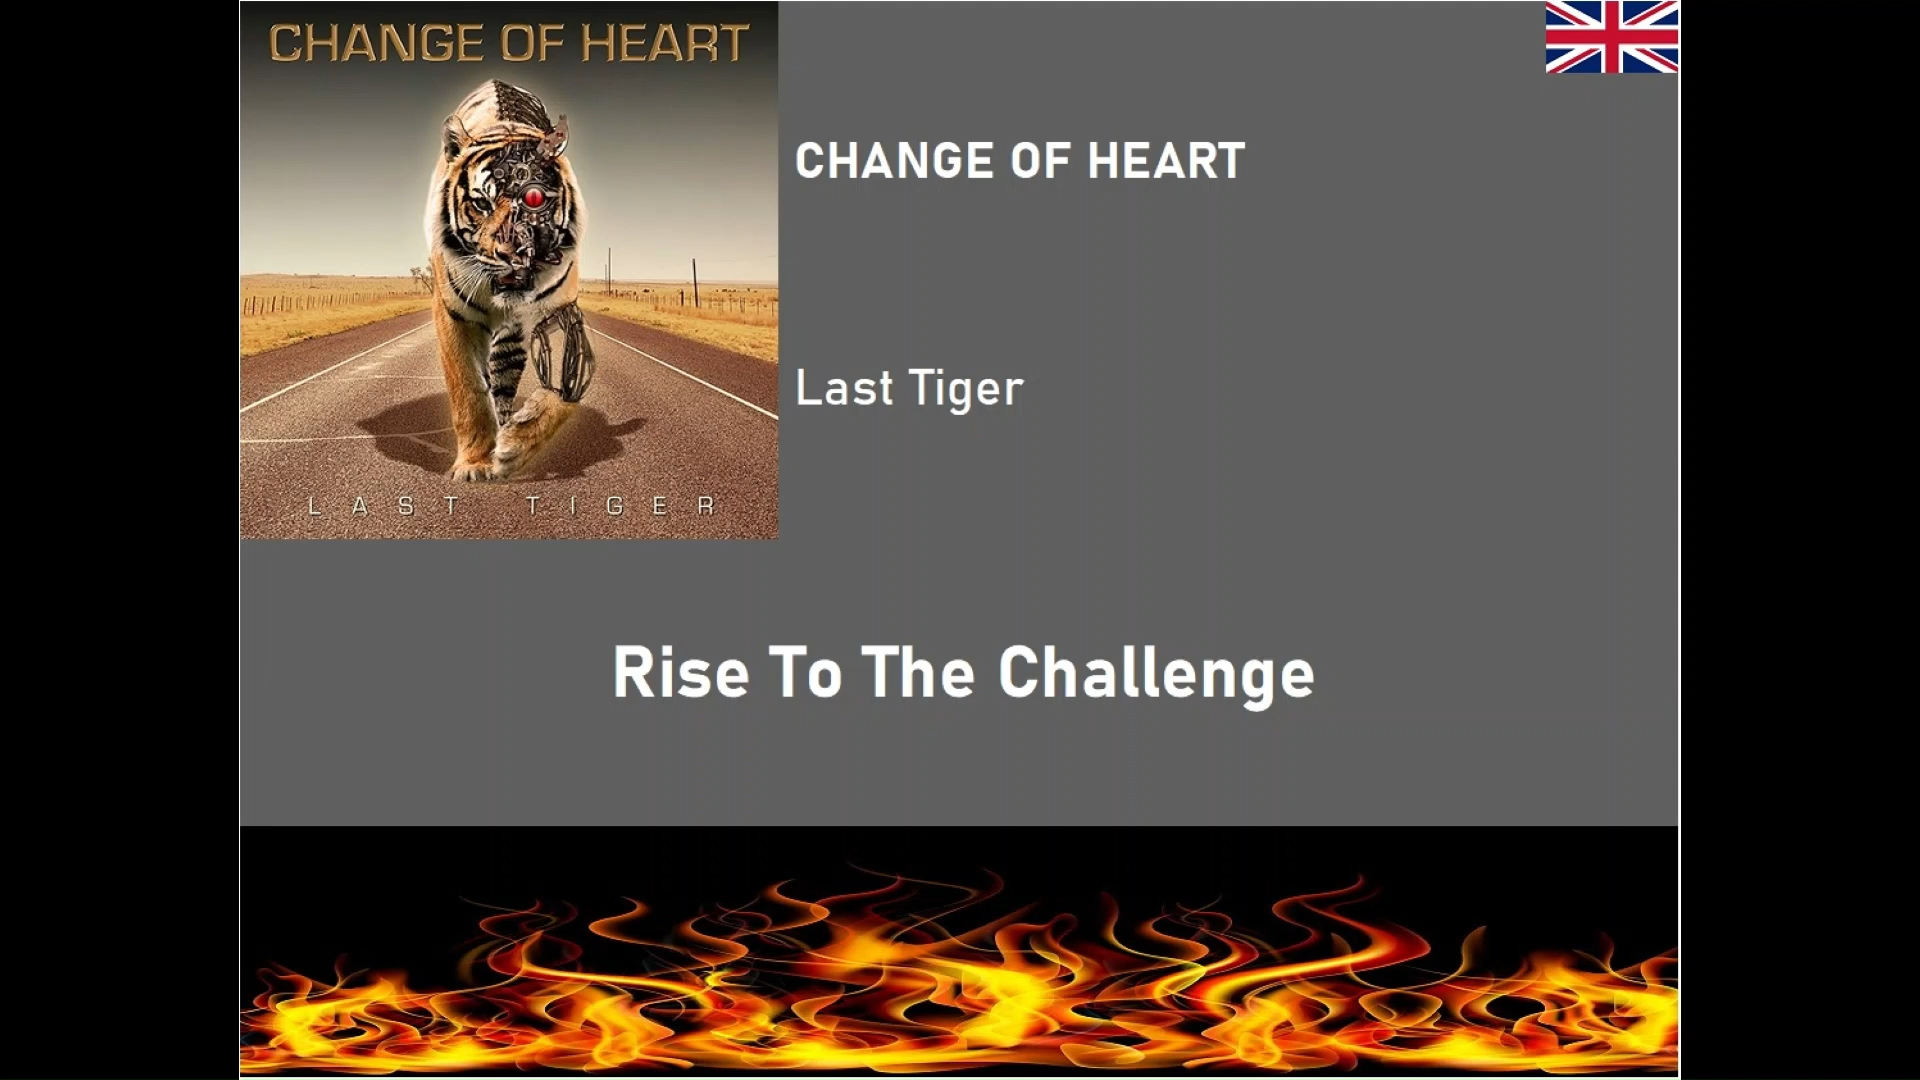 CHANGE OF HEART
LAST TIGER
CHANGE OF HEART
Last Tiger
Rise To The Challenge